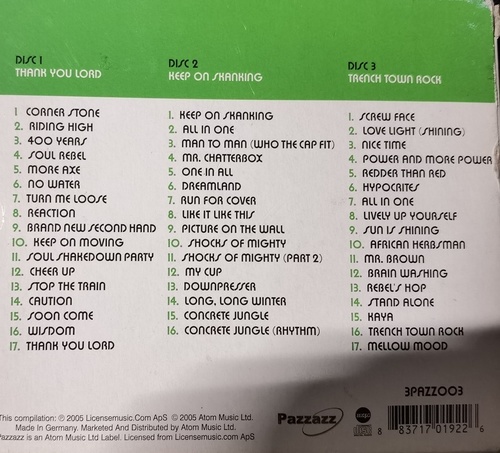 DISC 1
THANK YOU LORD
1 CORNER STONE
2. RIDING HIGH
3. 400 YEARS
4. SOUL REBEL
5. MORE AXE
6. NO WATER
7. TURN ME LOOSE
8. REACTION
9. BRAND NEW SECOND HAND
10. KEEP ON MOVING
11. SOUL SHAKEDOWN PARTY
12. CHEER UP
13. STOP THE TRAIN
14. CAUTION
15. SOON COME
16. WISDOM
17. THANK YOU LORD
DISC 2
KEEP ON SKANKING
1. KEEP ON SKANKING
2. ALL IN ONE
3. MAN TO MAN (WHO THE CAP FIT)
4. MR. CHATTERBOX
5. ONE IN ALL
6. DREAMLAND
7. RUN FOR COVER
8. LIKE IT LIKE THIS
9. PICTURE ON THE WALL
10. SHOCKS OF MIGHTY
11. SHOCKS OF MIGHTY (PART 2)
12. MY CUP
13. DOWNPRESSER
14. LONG, LONG WINTER
15. CONCRETE JUNGLE
16. CONCRETE JUNGLE (RHYTHM)
DISC 3
TRENCH TOWN ROCK
1. SCREW FACE
2. LOVE LIGHT (SHINING)
3. NICE TIME
4. POWER AND MORE POWER
5. REDDER THAN RED
6. HYPOCRITES
7. ALL IN ONE
8. LIVELY UP YOURSELF
9. SUN IS SHINING
10. AFRICAN HERBSMAN
11. MR. BROWN
12. BRAIN WASHING
13. REBEL'S HOP
14. STAND ALONE
15. KAYA
16. TRENCH TOWN ROCK
17. MELLOW MOOD
3PAZZ003
This compilation: ℗ 2005 Licensemusic.Com ApS © 2005 Atom Music Ltd.
Made In Germany. Marketed And Distributed by Atom Music Ltd.
Pazzazz is an Atom Music Ltd Label. Licensed from Licensemusic.com ApS
Pazzazz
8 83717 01922 6